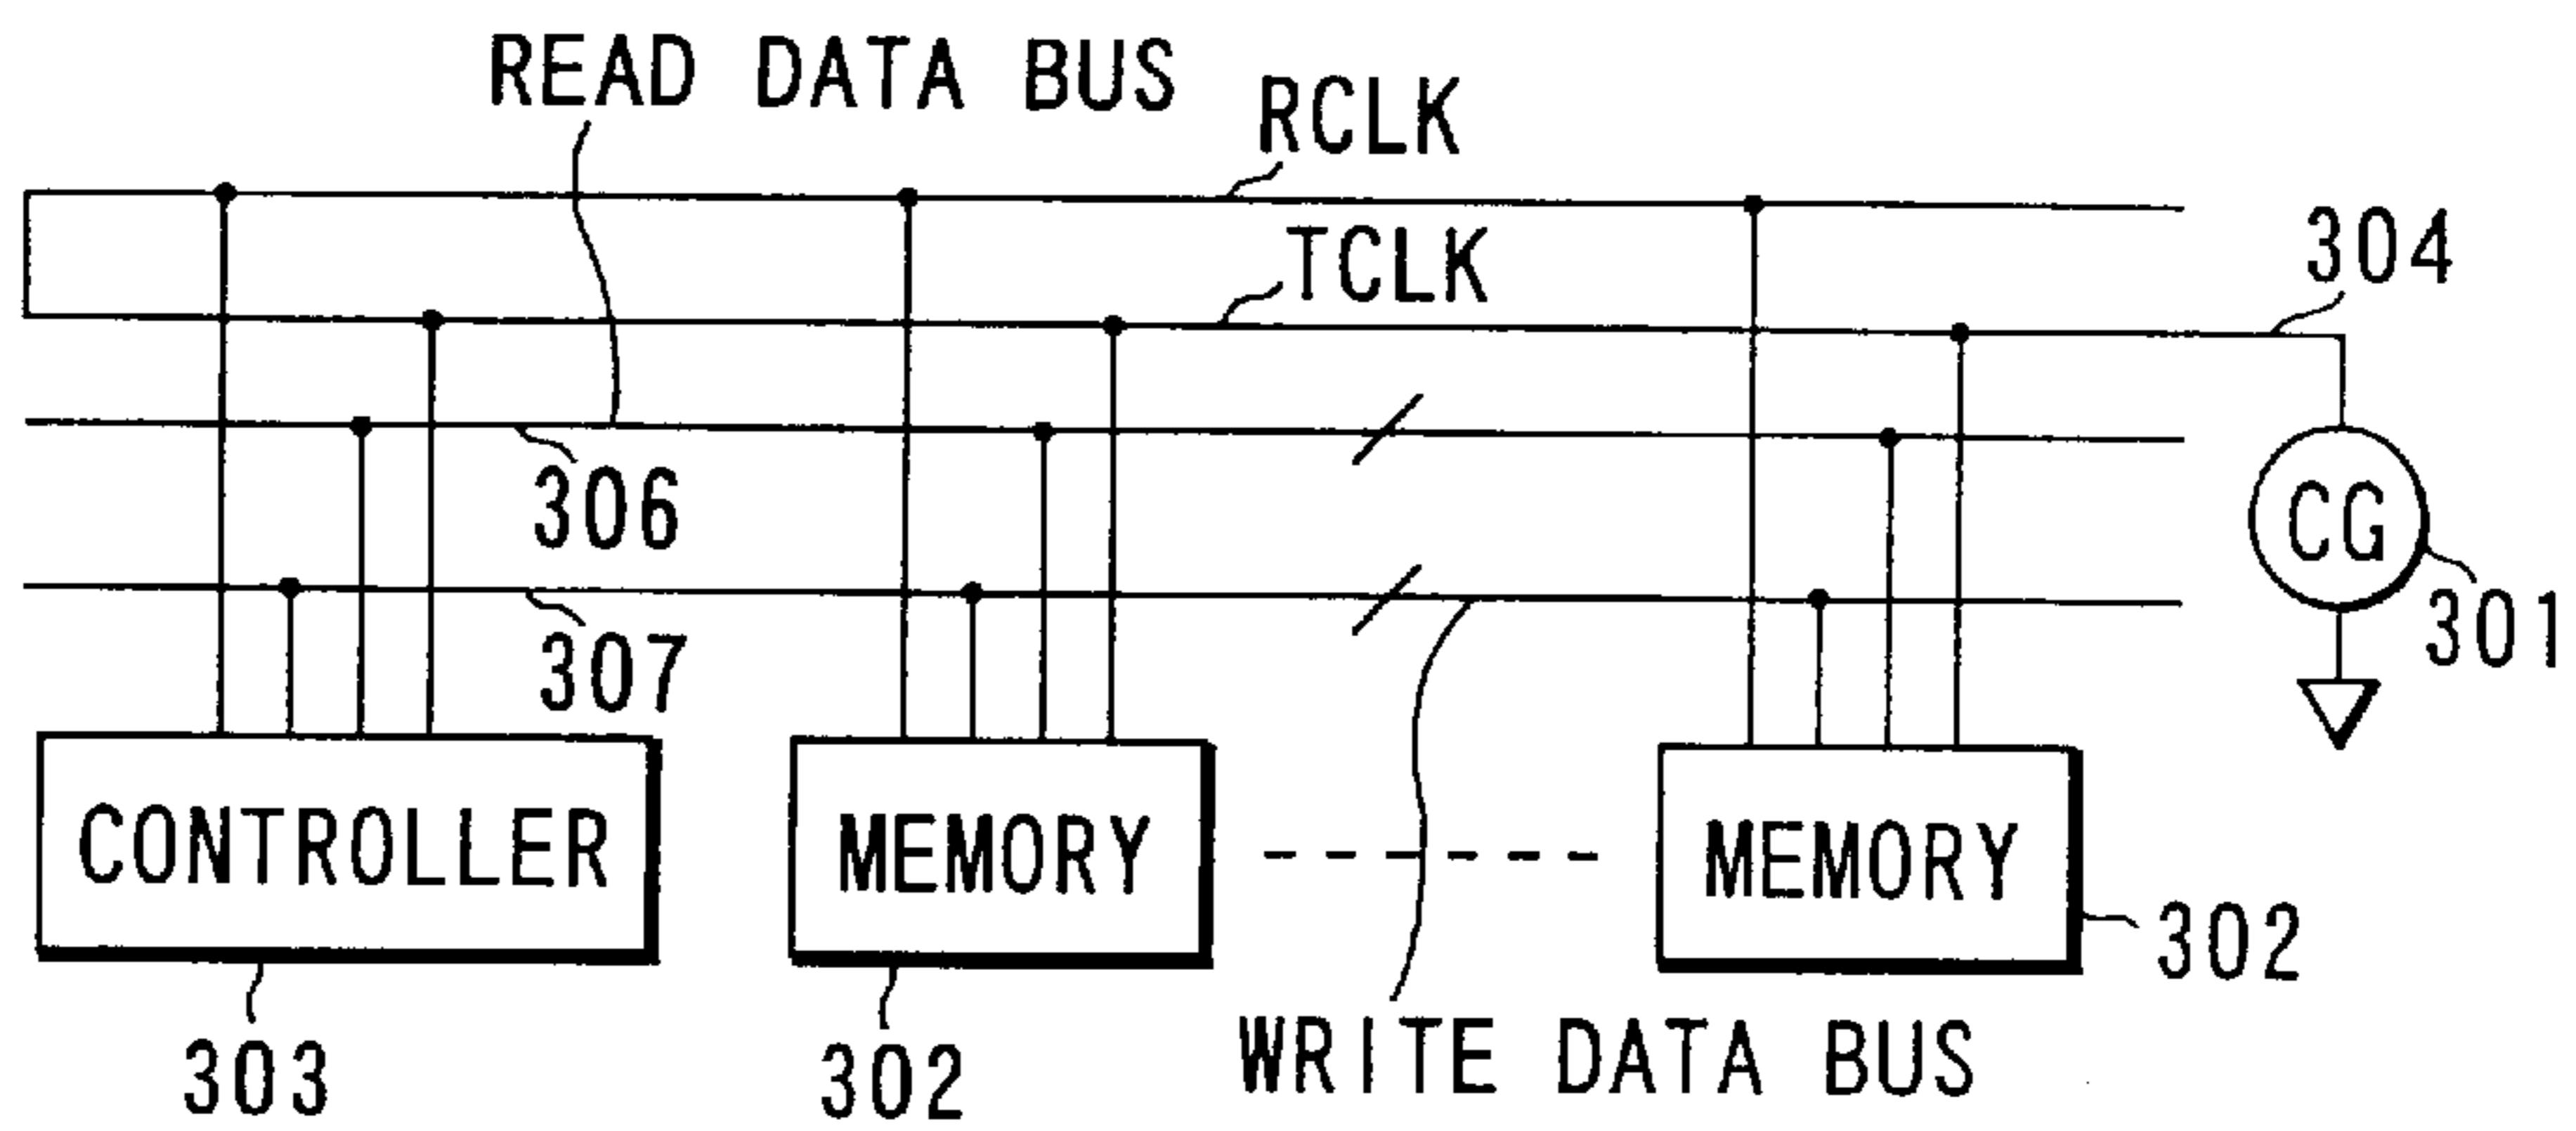 READ DATA BUS
RCLK
TCLK
304
306
CG
301
307
CONTROLLER
MEMORY
MEMORY
302
303
302
WRITE DATA BUS